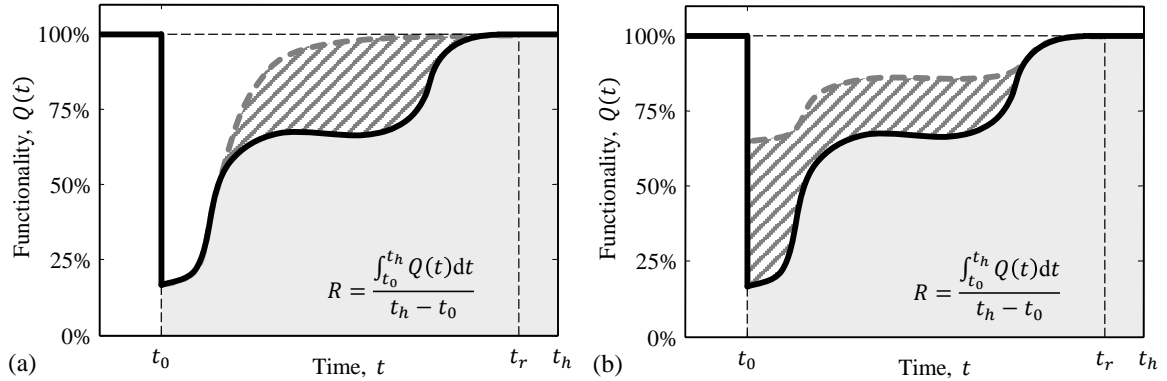 100%
75%
50%
25%
0%
Functionality, Q(t)
R = ∫_{t_0}^{t_h} Q(t)dt / (t_h − t_0)
t_0
Time, t
t_r
t_h
(a)
100%
75%
50%
25%
0%
Functionality, Q(t)
R = ∫_{t_0}^{t_h} Q(t)dt / (t_h − t_0)
t_0
Time, t
t_r
t_h
(b)